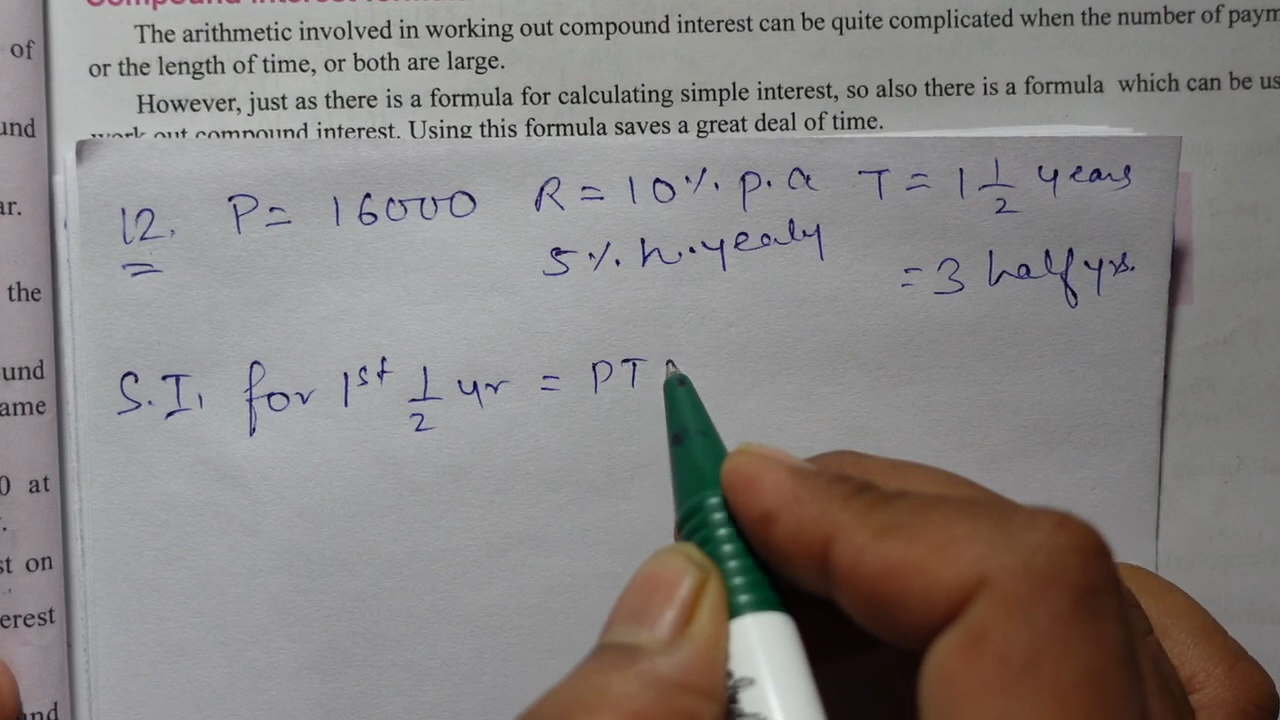 Compound interest
The arithmetic involved in working out compound interest can be quite complicated when the number of paym
or the length of time, or both are large.
However, just as there is a formula for calculating simple interest, so also there is a formula which can be us
work out compound interest. Using this formula saves a great deal of time.
of
und
ar.
the
und
ame
0 at
st on
erest
und
12. P = 16000 R = 10%. p.a T = 1 1/2 years
5%. h.yealy = 3 half yrs.
S.I. for 1st 1/2 yr = PT